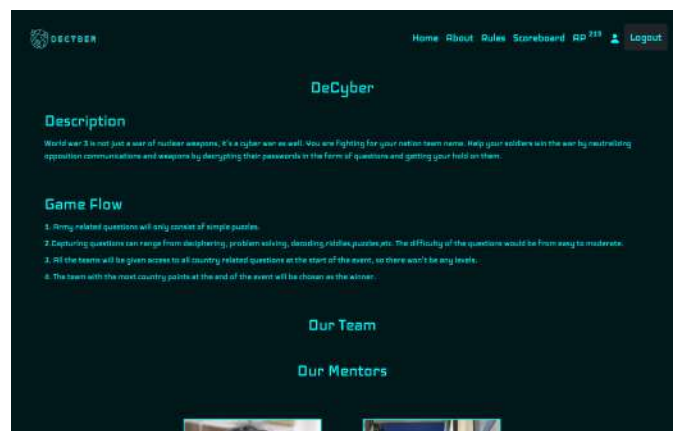 DECYBER
Home About Rules Scoreboard AP 213 Logout
DeCyber
Description
World war 3 is not just a war of nuclear weapons, it's a cyber war as well. You are fighting for your nation team name. Help your soldiers win the war by neutralizing
opposition communications and weapons by decrypting their passwords in the form of questions and getting your hold on them.
Game Flow
1. Army related questions will only consist of simple puzzles.
2.Capturing questions can range from deciphering, problem solving, decoding,riddles,puzzles,etc. The difficulty of the questions would be from easy to moderate.
3. All the teams will be given access to all country related questions at the start of the event, so there won't be any levels.
4. The team with the most country points at the end of the event will be chosen as the winner.
Our Team
Our Mentors